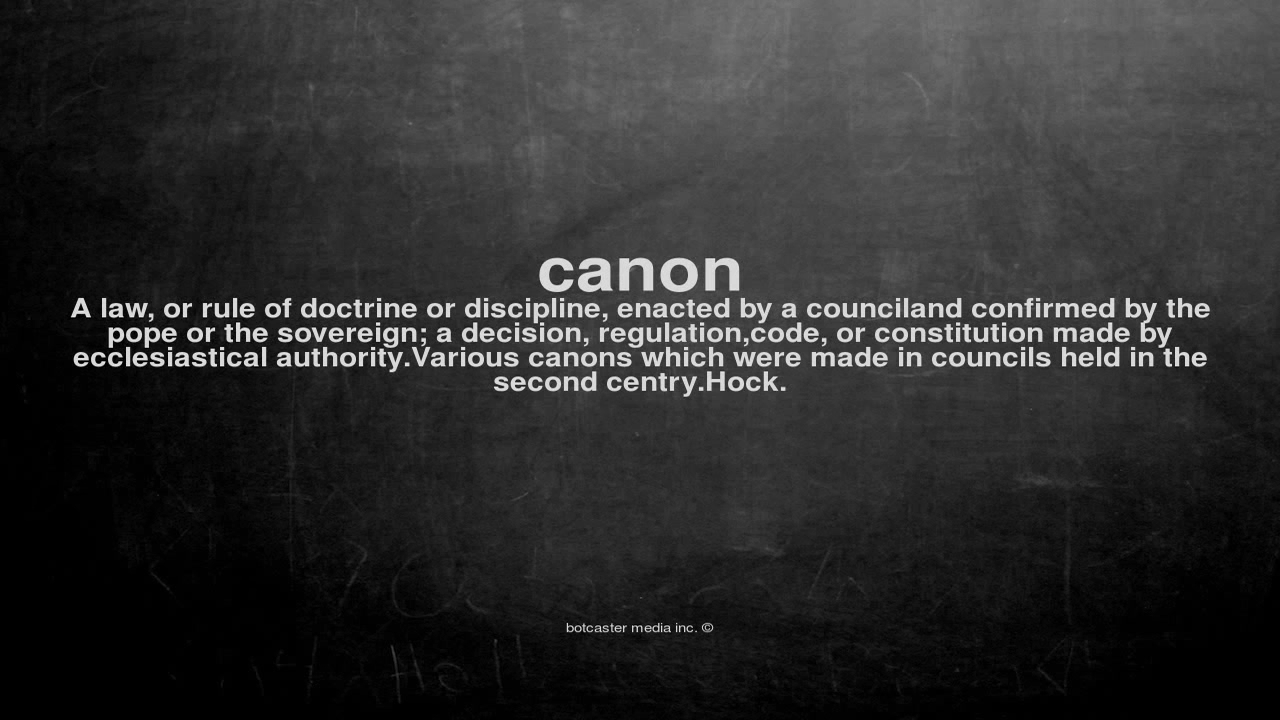 canon
A law, or rule of doctrine or discipline, enacted by a counciland confirmed by the
pope or the sovereign; a decision, regulation,code, or constitution made by
ecclesiastical authority.Various canons which were made in councils held in the
second centry.Hock.
botcaster media inc. ©